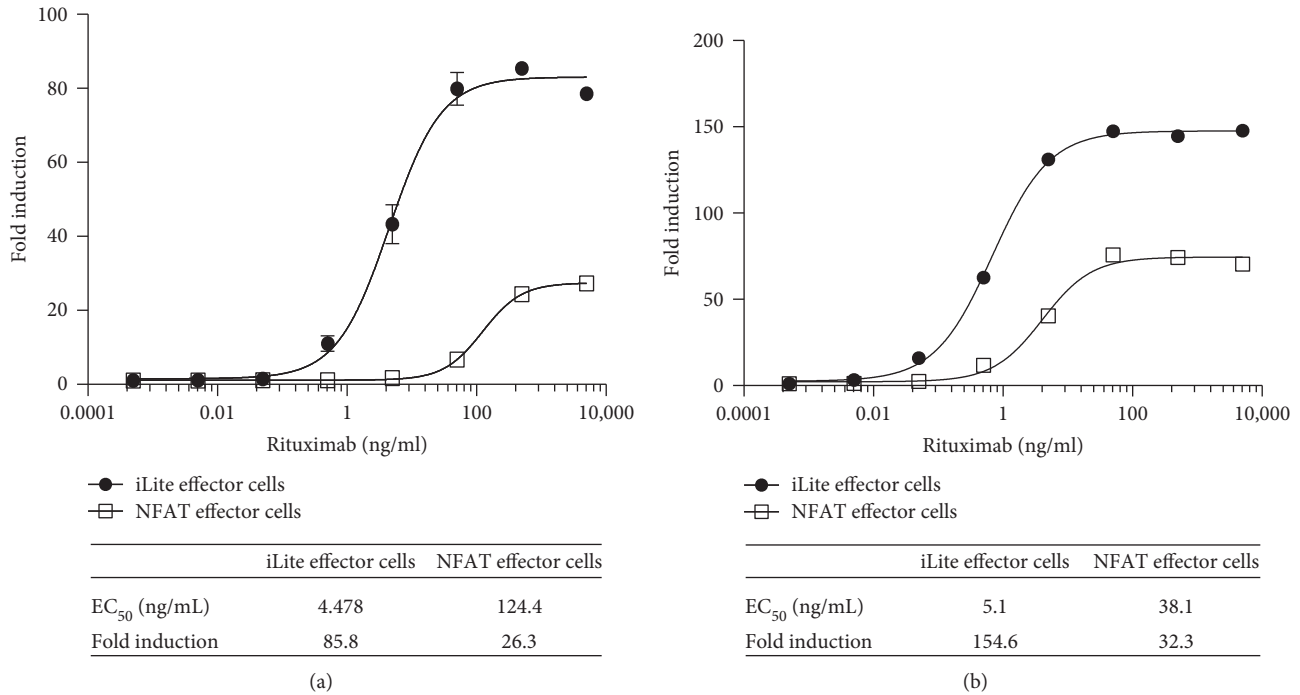 100
80
60
40
20
0
Fold induction
0.0001
0.01
1
100
10,000
Rituximab (ng/ml)
iLite effector cells
NFAT effector cells
iLite effector cells NFAT effector cells
EC50 (ng/mL) 4.478 124.4
Fold induction 85.8 26.3
(a)
200
150
100
50
0
Fold induction
0.0001
0.01
1
100
10,000
Rituximab (ng/ml)
iLite effector cells
NFAT effector cells
iLite effector cells NFAT effector cells
EC50 (ng/mL) 5.1 38.1
Fold induction 154.6 32.3
(b)